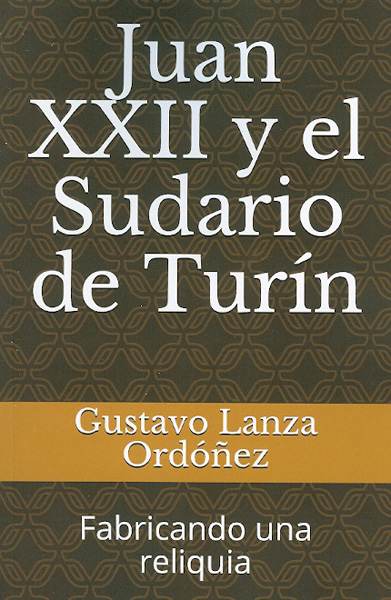 Juan
XXII y el
Sudario
de Turín
Gustavo Lanza
Ordóñez
Fabricando una
reliquia